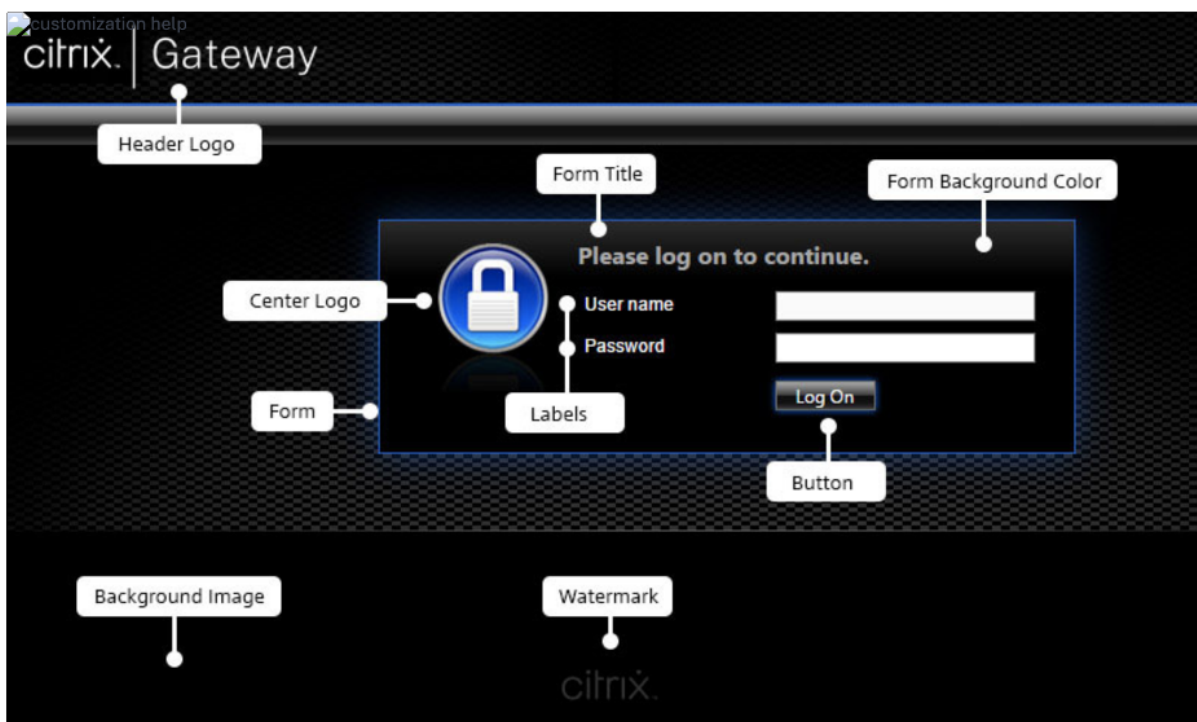 customization help
citrix. | Gateway
Header Logo
Form Title
Form Background Color
Please log on to continue.
Center Logo
User name
Password
Form
Labels
Log On
Button
Background Image
Watermark
citrix.